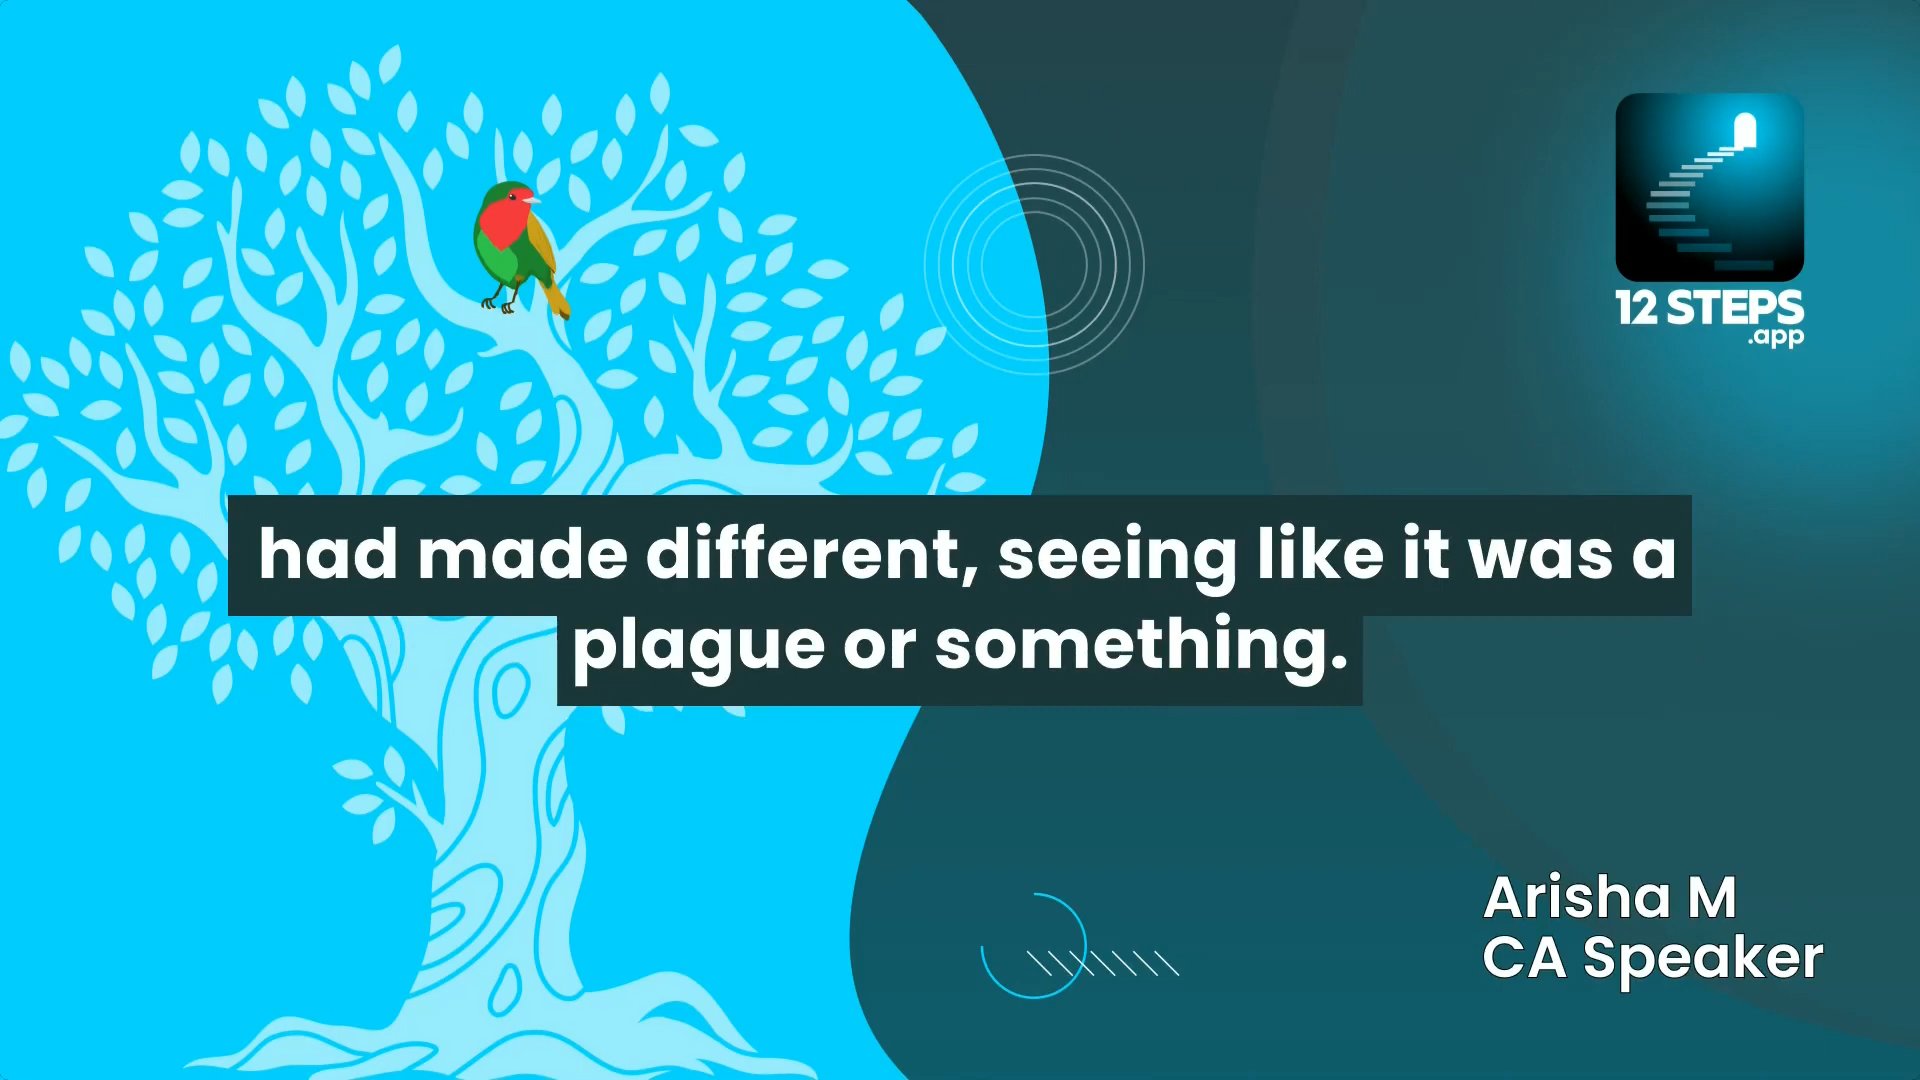 12 STEPS
.app
had made different, seeing like it was a
plague or something.
Arisha M
CA Speaker